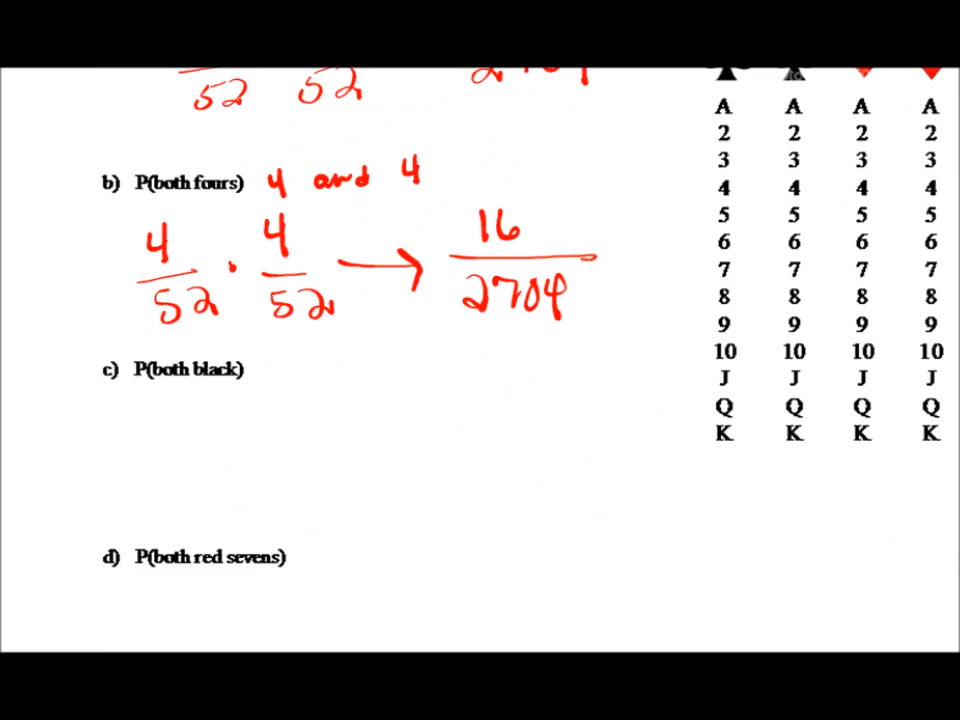 52 52 2704
b) P(both fours) 4 and 4
4/52 · 4/52 → 16/2704
c) P(both black)
d) P(both red sevens)
A A A A
2 2 2 2
3 3 3 3
4 4 4 4
5 5 5 5
6 6 6 6
7 7 7 7
8 8 8 8
9 9 9 9
10 10 10 10
J J J J
Q Q Q Q
K K K K